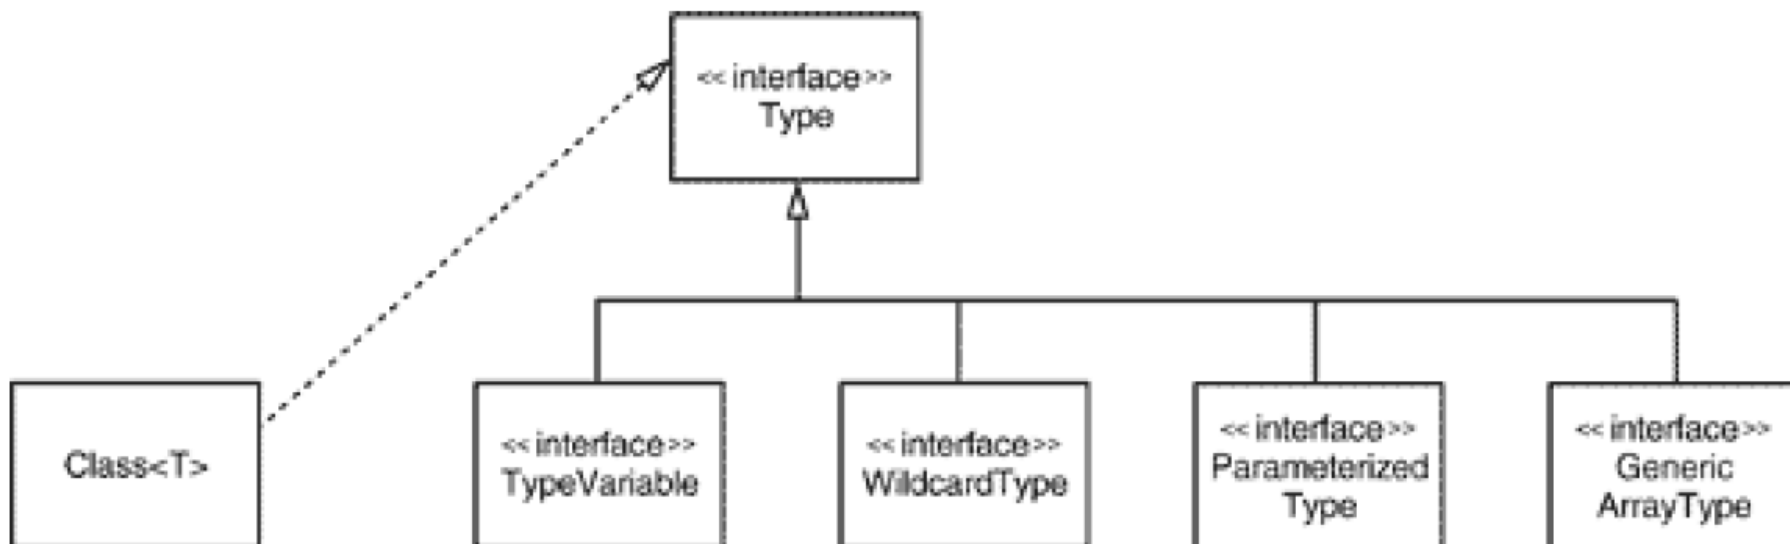 <<interface>>
Type
Class<T>
<<interface>>
TypeVariable
<<interface>>
WildcardType
<<interface>>
Parameterized
Type
<<interface>>
Generic
ArrayType